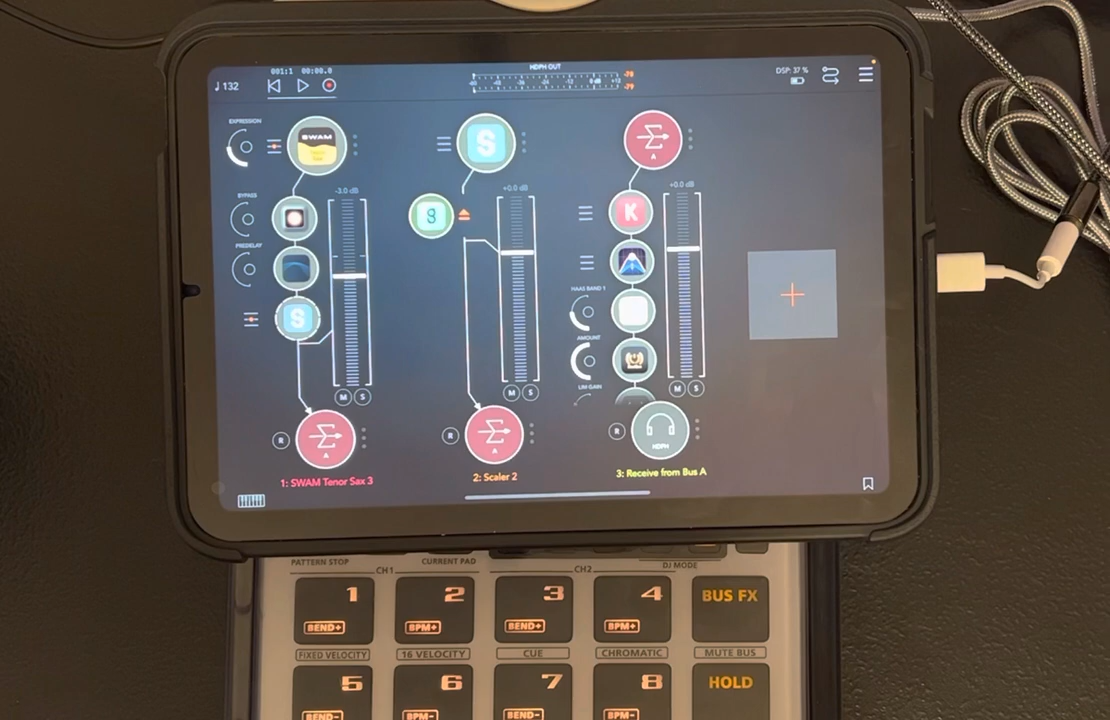 ♩132
001:1 00:00.0
HDPH OUT
-78
-79
DSP: 37 %
EXPRESSION
SWAM
S
A
BYPASS
-3.0 dB
+0.0 dB
+0.0 dB
K
PREDELAY
HAAS BAND 1
S
AMOUNT
LIM GAIN
M S
M S
M S
R
A
R
A
R
HDPH
1: SWAM Tenor Sax 3
2: Scaler 2
3: Receive from Bus A
PATTERN STOP
CURRENT PAD
DJ MODE
CH1
CH2
1
2
3
4
BUS FX
BEND+
BPM+
BEND+
BPM+
FIXED VELOCITY
16 VELOCITY
CUE
CHROMATIC
MUTE BUS
5
6
7
8
HOLD
BEND-
BPM-
BEND-
BPM-